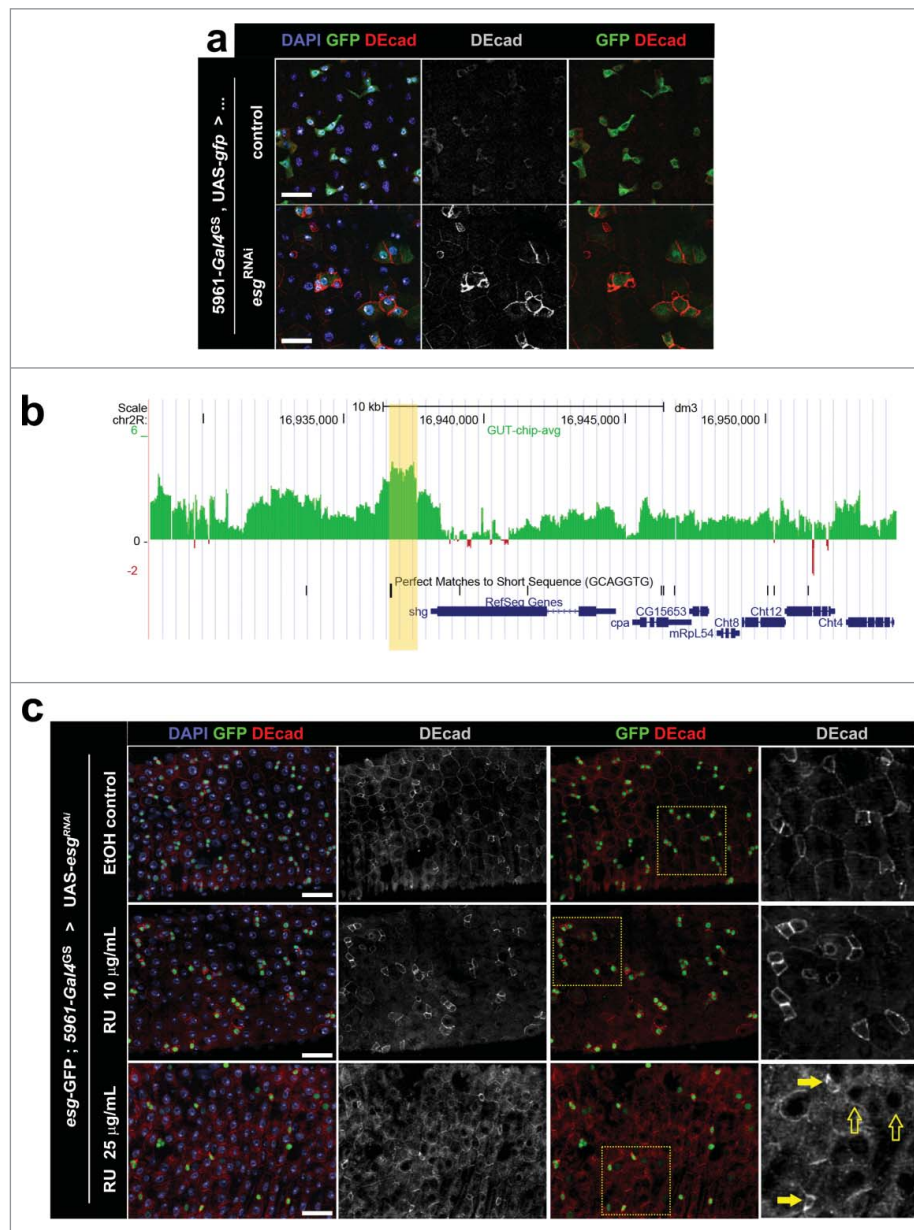 a
DAPI GFP DEcad
DEcad
GFP DEcad
5961-Gal4GS , UAS-gfp > ...
control
esgRNAi
b
Scale
10 kb
dm3
chr2R:
16,935,000
16,940,000
16,945,000
16,950,000
6
GUT-chip-avg
0
-2
Perfect Matches to Short Sequence (GCAGGTG)
RefSeq Genes
shg
CG15653
Cht12
cpa
Cht8
Cht4
mRpL54
c
DAPI GFP DEcad
DEcad
GFP DEcad
DEcad
esg-GFP ; 5961-Gal4GS > UAS-esgRNAi
EtOH control
RU 10 µg/mL
RU 25 µg/mL